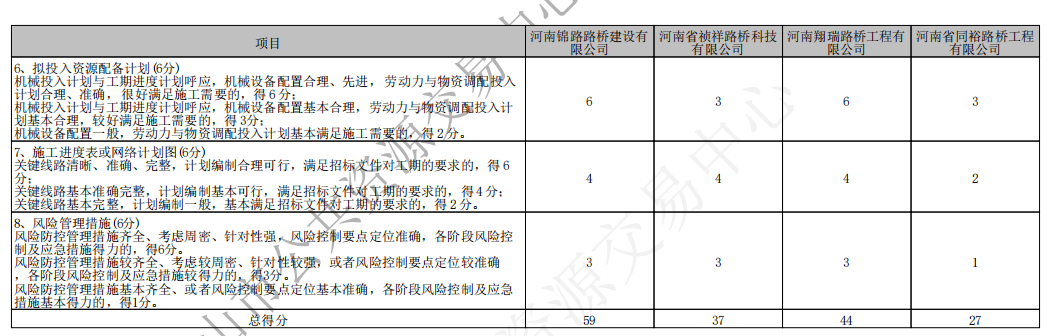 项目
河南锦路路桥建设有
限公司
河南省祯祥路桥科技
有限公司
河南翔瑞路桥工程有
限公司
河南省同裕路桥工程
有限公司
6、拟投入资源配备计划(6分)
机械投入计划与工期进度计划呼应，机械设备配置合理、先进， 劳动力与物资调配投入
计划合理、准确，很好满足施工需要的，得6分；
机械投入计划与工期进度计划呼应，机械设备配置基本合理，劳动力与物资调配投入计
划基本合理，较好满足施工需要的，得 3分；
机械设备配置一般，劳动力与物资调配投入计划基本满足施工需要的，得2分。
6
3
6
3
7、施工进度表或网络计划图(6分)
关键线路清晰、准确、完整，计划编制合理可行，满足招标文件对工期的要求的，得 6
分；
关键线路基本准确完整，计划编制基本可行，满足招标文件对工期的要求的，得4分；
关键线路基本完整，计划编制一般，基本满足招标文件对工期的要求的，得2分。
4
4
4
2
8、风险管理措施(6分)
风险防控管理措施齐全、考虑周密、针对性强，风险控制要点定位准确，各阶段风险控
制及应急措施得力的，得6分。
风险防控管理措施较齐全、考虑较周密、针对性较强，或者风险控制要点定位较准确
，各阶段风险控制及应急措施较得力的，得3分。
风险防控管理措施基本齐全、或者风险控制要点定位基本准确，各阶段风险控制及应急
措施基本得力的，得1分。
3
3
3
1
总得分
59
37
44
27
山市公共资源交易中心
资源交易中心